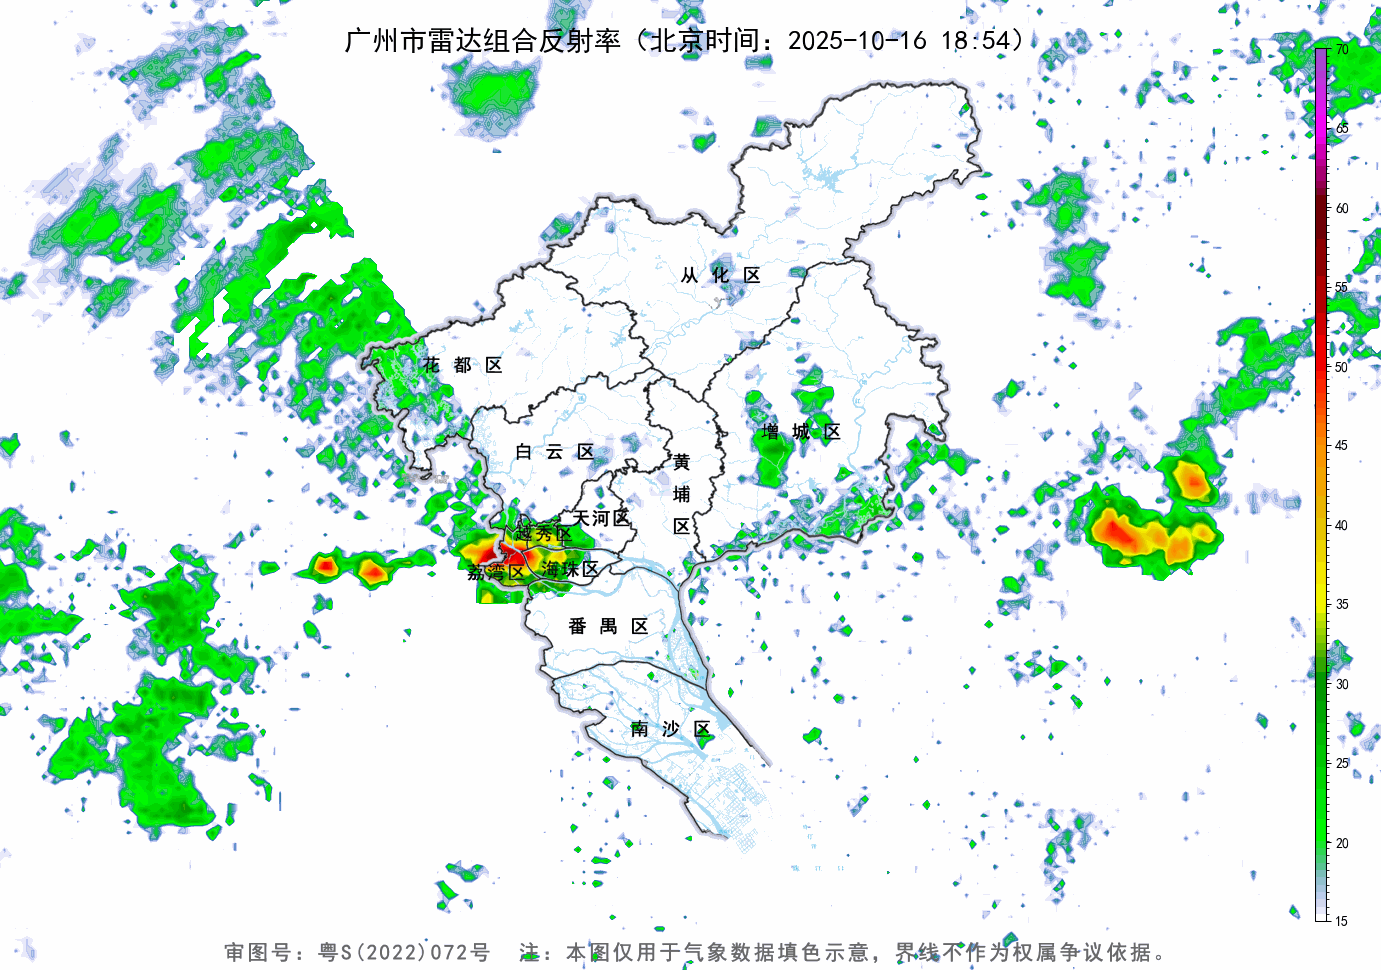 广州市雷达组合反射率（北京时间：2025-10-16 18:54）
70
65
60
55
50
45
40
35
30
25
20
15
从化区
花都区
增城区
白云区
黄埔区
天河区
越秀区
海珠区
荔湾区
番禺区
南沙区
审图号：粤S(2022)072号 注：本图仅用于气象数据填色示意，界线不作为权属争议依据。